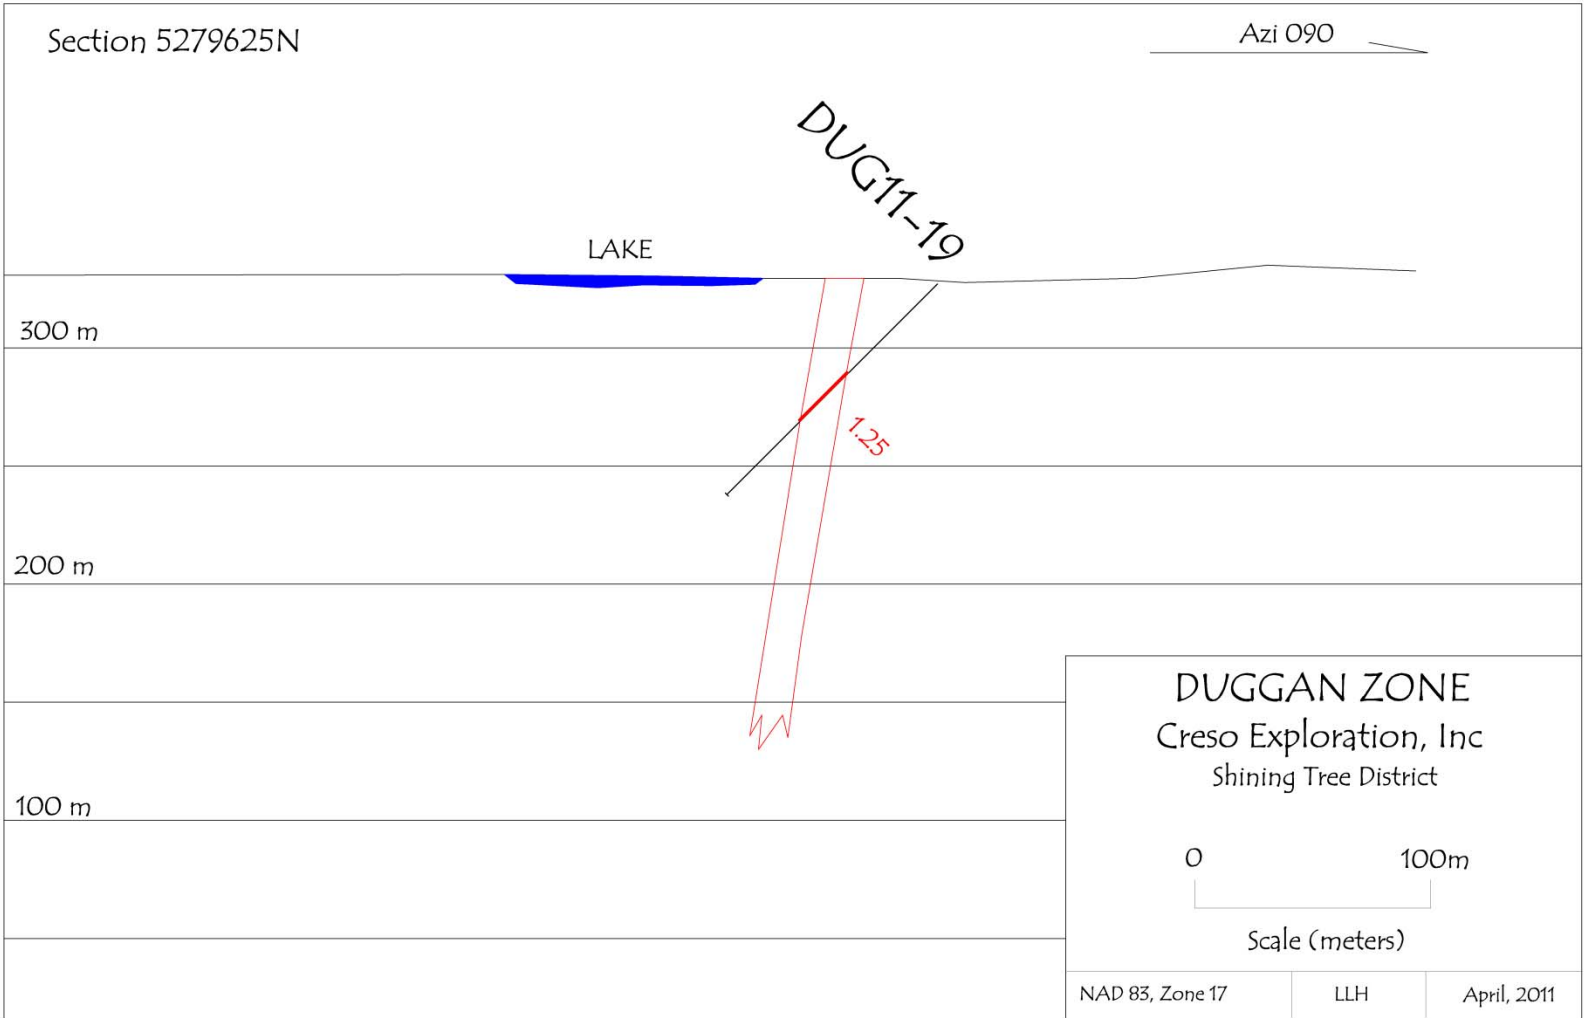 Section 5279625N
Azi 090
DUG11-19
LAKE
300 m
1.25
200 m
100 m
DUGGAN ZONE
Creso Exploration, Inc
Shining Tree District
0 100m
Scale (meters)
NAD 83, Zone 17 LLH April, 2011